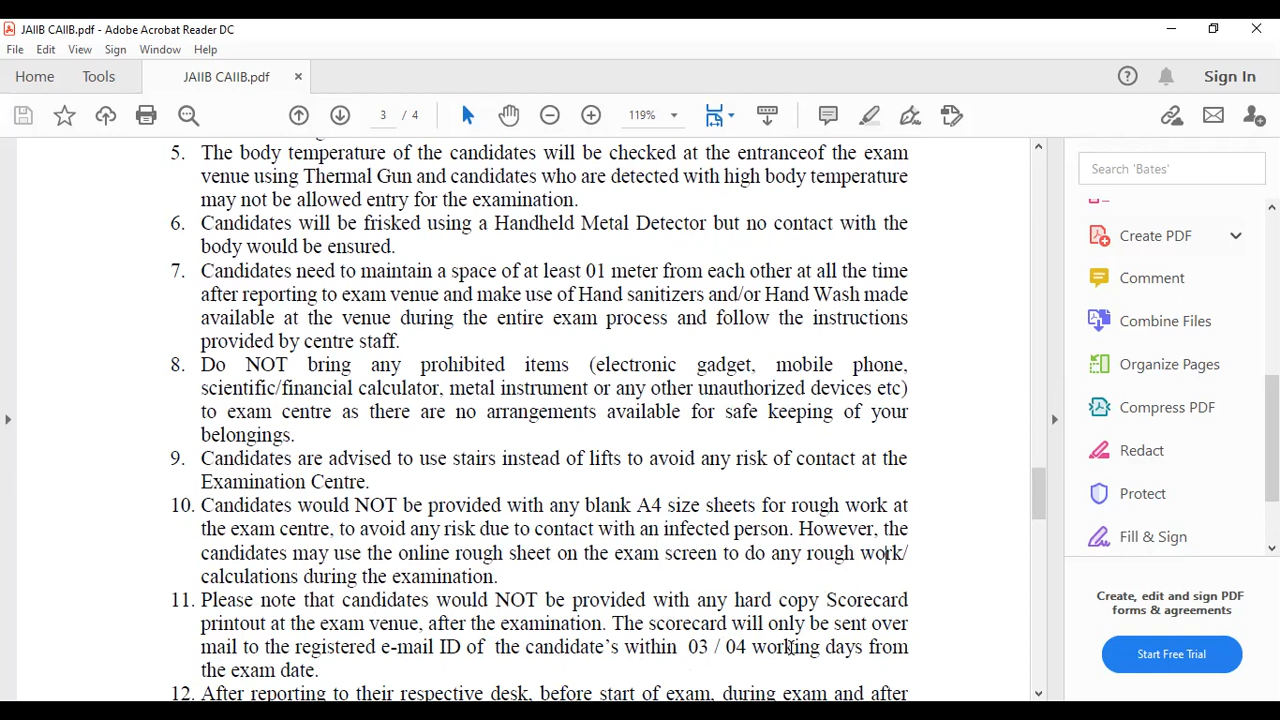 JAIIB CAIIB.pdf - Adobe Acrobat Reader DC
File Edit View Sign Window Help
Home Tools JAIIB CAIIB.pdf × Sign In
3 / 4 119%
5. The body temperature of the candidates will be checked at the entranceof the exam
venue using Thermal Gun and candidates who are detected with high body temperature
may not be allowed entry for the examination.
6. Candidates will be frisked using a Handheld Metal Detector but no contact with the
body would be ensured.
7. Candidates need to maintain a space of at least 01 meter from each other at all the time
after reporting to exam venue and make use of Hand sanitizers and/or Hand Wash made
available at the venue during the entire exam process and follow the instructions
provided by centre staff.
8. Do NOT bring any prohibited items (electronic gadget, mobile phone,
scientific/financial calculator, metal instrument or any other unauthorized devices etc)
to exam centre as there are no arrangements available for safe keeping of your
belongings.
9. Candidates are advised to use stairs instead of lifts to avoid any risk of contact at the
Examination Centre.
10. Candidates would NOT be provided with any blank A4 size sheets for rough work at
the exam centre, to avoid any risk due to contact with an infected person. However, the
candidates may use the online rough sheet on the exam screen to do any rough work/
calculations during the examination.
11. Please note that candidates would NOT be provided with any hard copy Scorecard
printout at the exam venue, after the examination. The scorecard will only be sent over
mail to the registered e-mail ID of the candidate’s within 03 / 04 working days from
the exam date.
12. After reporting to their respective desk, before start of exam, during exam and after
Search 'Bates'
Create PDF
Comment
Combine Files
Organize Pages
Compress PDF
Redact
Protect
Fill & Sign
Create, edit and sign PDF
forms & agreements
Start Free Trial